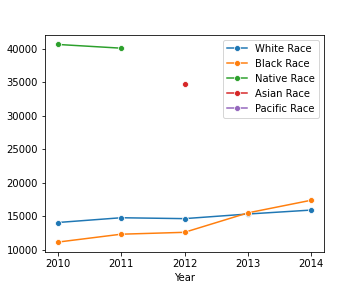 40000
35000
30000
25000
20000
15000
10000
White Race
Black Race
Native Race
Asian Race
Pacific Race
2010 2011 2012 2013 2014
Year